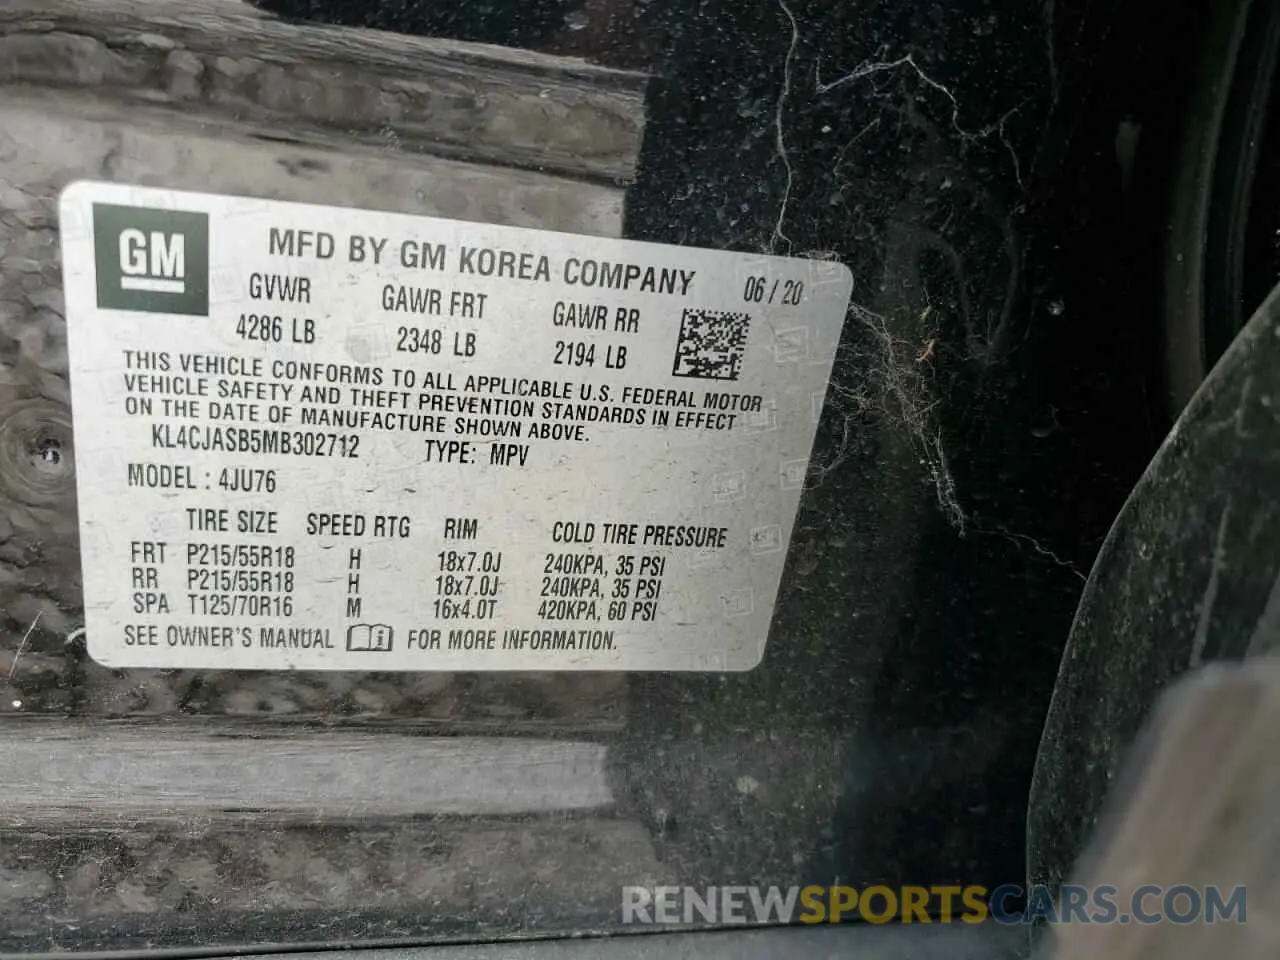 GM
MFD BY GM KOREA COMPANY 06/20
GVWR GAWR FRT GAWR RR
4286 LB 2348 LB 2194 LB
THIS VEHICLE CONFORMS TO ALL APPLICABLE U.S. FEDERAL MOTOR
VEHICLE SAFETY AND THEFT PREVENTION STANDARDS IN EFFECT
ON THE DATE OF MANUFACTURE SHOWN ABOVE.
KL4CJASB5MB302712 TYPE: MPV
MODEL : 4JU76
TIRE SIZE SPEED RTG RIM COLD TIRE PRESSURE
FRT P215/55R18 H 18x7.0J 240KPA, 35 PSI
RR P215/55R18 H 18x7.0J 240KPA, 35 PSI
SPA T125/70R16 M 16x4.0T 420KPA, 60 PSI
SEE OWNER'S MANUAL i FOR MORE INFORMATION.
RENEWSPORTSCARS.COM